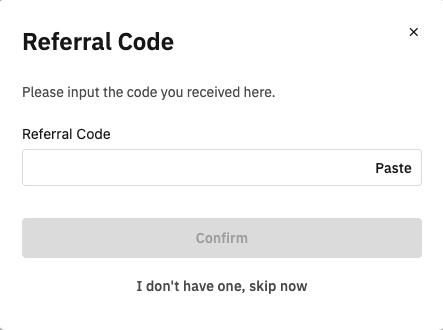 Referral Code
Please input the code you received here.
Referral Code
Paste
Confirm
I don't have one, skip now